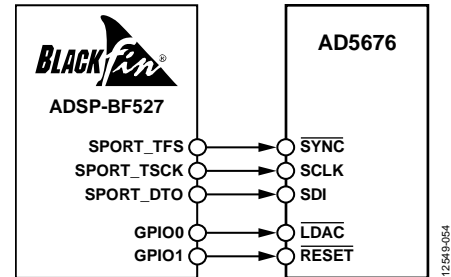 BLACKfin
ADSP-BF527
AD5676
SPORT_TFS
SYNC
SPORT_TSCK
SCLK
SPORT_DTO
SDI
GPIO0
LDAC
GPIO1
RESET
12549-054